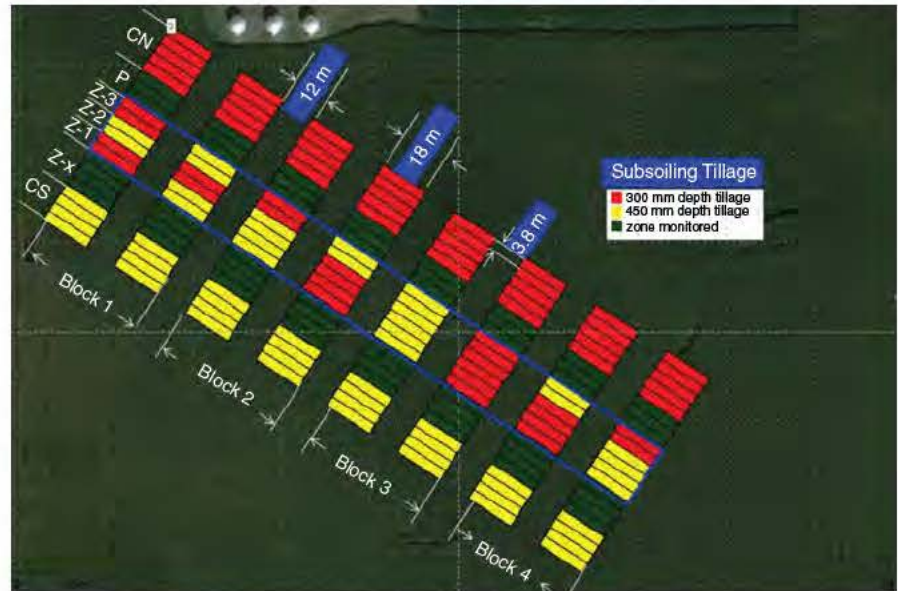 CN
P
Z-3
Z-2
Z-1
Z-x
CS
12 m
18 m
3.8 m
Subsoiling Tillage
300 mm depth tillage
450 mm depth tillage
zone monitored
Block 1
Block 2
Block 3
Block 4